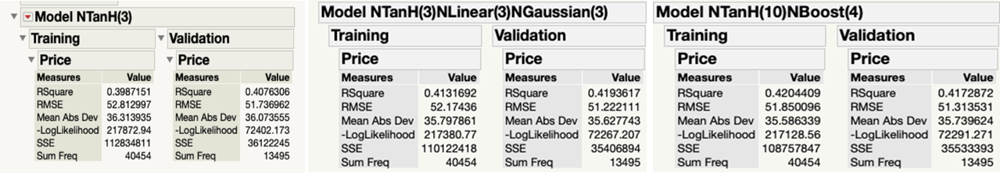 Model NTanH(3)
Training Validation
Price Price
Measures Value Measures Value
RSquare 0.3987151 RSquare 0.4076306
RMSE 52.812997 RMSE 51.736962
Mean Abs Dev 36.313935 Mean Abs Dev 36.073555
-LogLikelihood 217872.94 -LogLikelihood 72402.173
SSE 112834811 SSE 36122245
Sum Freq 40454 Sum Freq 13495
Model NTanH(3)NLinear(3)NGaussian(3)
Training Validation
Price Price
Measures Value Measures Value
RSquare 0.4131692 RSquare 0.4193617
RMSE 52.17436 RMSE 51.222111
Mean Abs Dev 35.797861 Mean Abs Dev 35.627743
-LogLikelihood 217380.77 -LogLikelihood 72267.207
SSE 110122418 SSE 35406894
Sum Freq 40454 Sum Freq 13495
Model NTanH(10)NBoost(4)
Training Validation
Price Price
Measures Value Measures Value
RSquare 0.4204409 RSquare 0.4172872
RMSE 51.850096 RMSE 51.313531
Mean Abs Dev 35.586339 Mean Abs Dev 35.739624
-LogLikelihood 217128.56 -LogLikelihood 72291.271
SSE 108757847 SSE 35533393
Sum Freq 40454 Sum Freq 13495